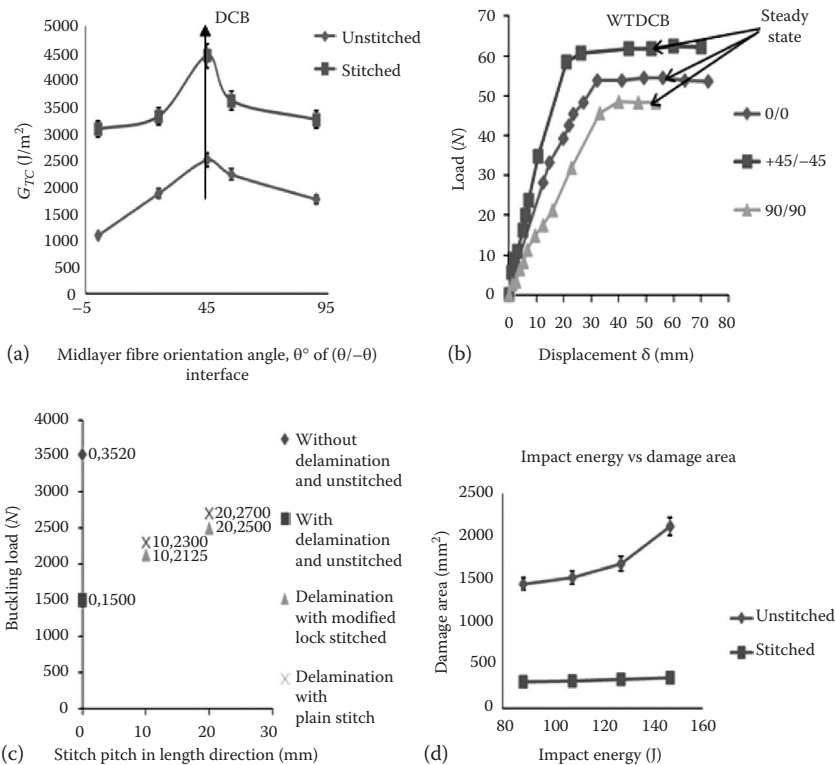 DCB
5000
4500
4000
3500
3000
2500
2000
1500
1000
500
0
G_TC (J/m²)
Unstitched
Stitched
−5
45
95
(a) Midlayer fibre orientation angle, θ° of (θ/−θ)
interface
WTDCB
Steady
state
70
60
50
40
30
20
10
0
Load (N)
0/0
+45/−45
90/90
0 10 20 30 40 50 60 70 80
(b) Displacement δ (mm)
4000
3500
3000
2500
2000
1500
1000
500
0
Buckling load (N)
0,3520
20,2700
20,2500
10,2300
10,2125
0,1500
Without
delamination
and unstitched
With
delamination
and unstitched
Delamination
with modified
lock stitched
Delamination
with
plain stitch
0 10 20 30
(c) Stitch pitch in length direction (mm)
Impact energy vs damage area
2500
2000
1500
1000
500
0
Damage area (mm²)
Unstitched
Stitched
80 100 120 140 160
(d) Impact energy (J)